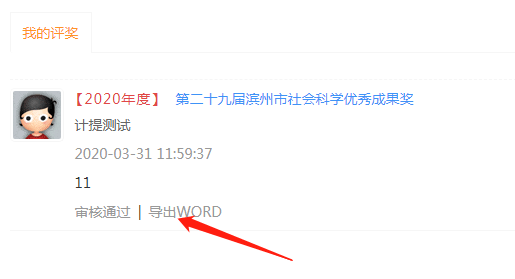 我的评奖
【2020年度】 第二十九届滨州市社会科学优秀成果奖
计提测试
2020-03-31 11:59:37
11
审核通过 | 导出WORD